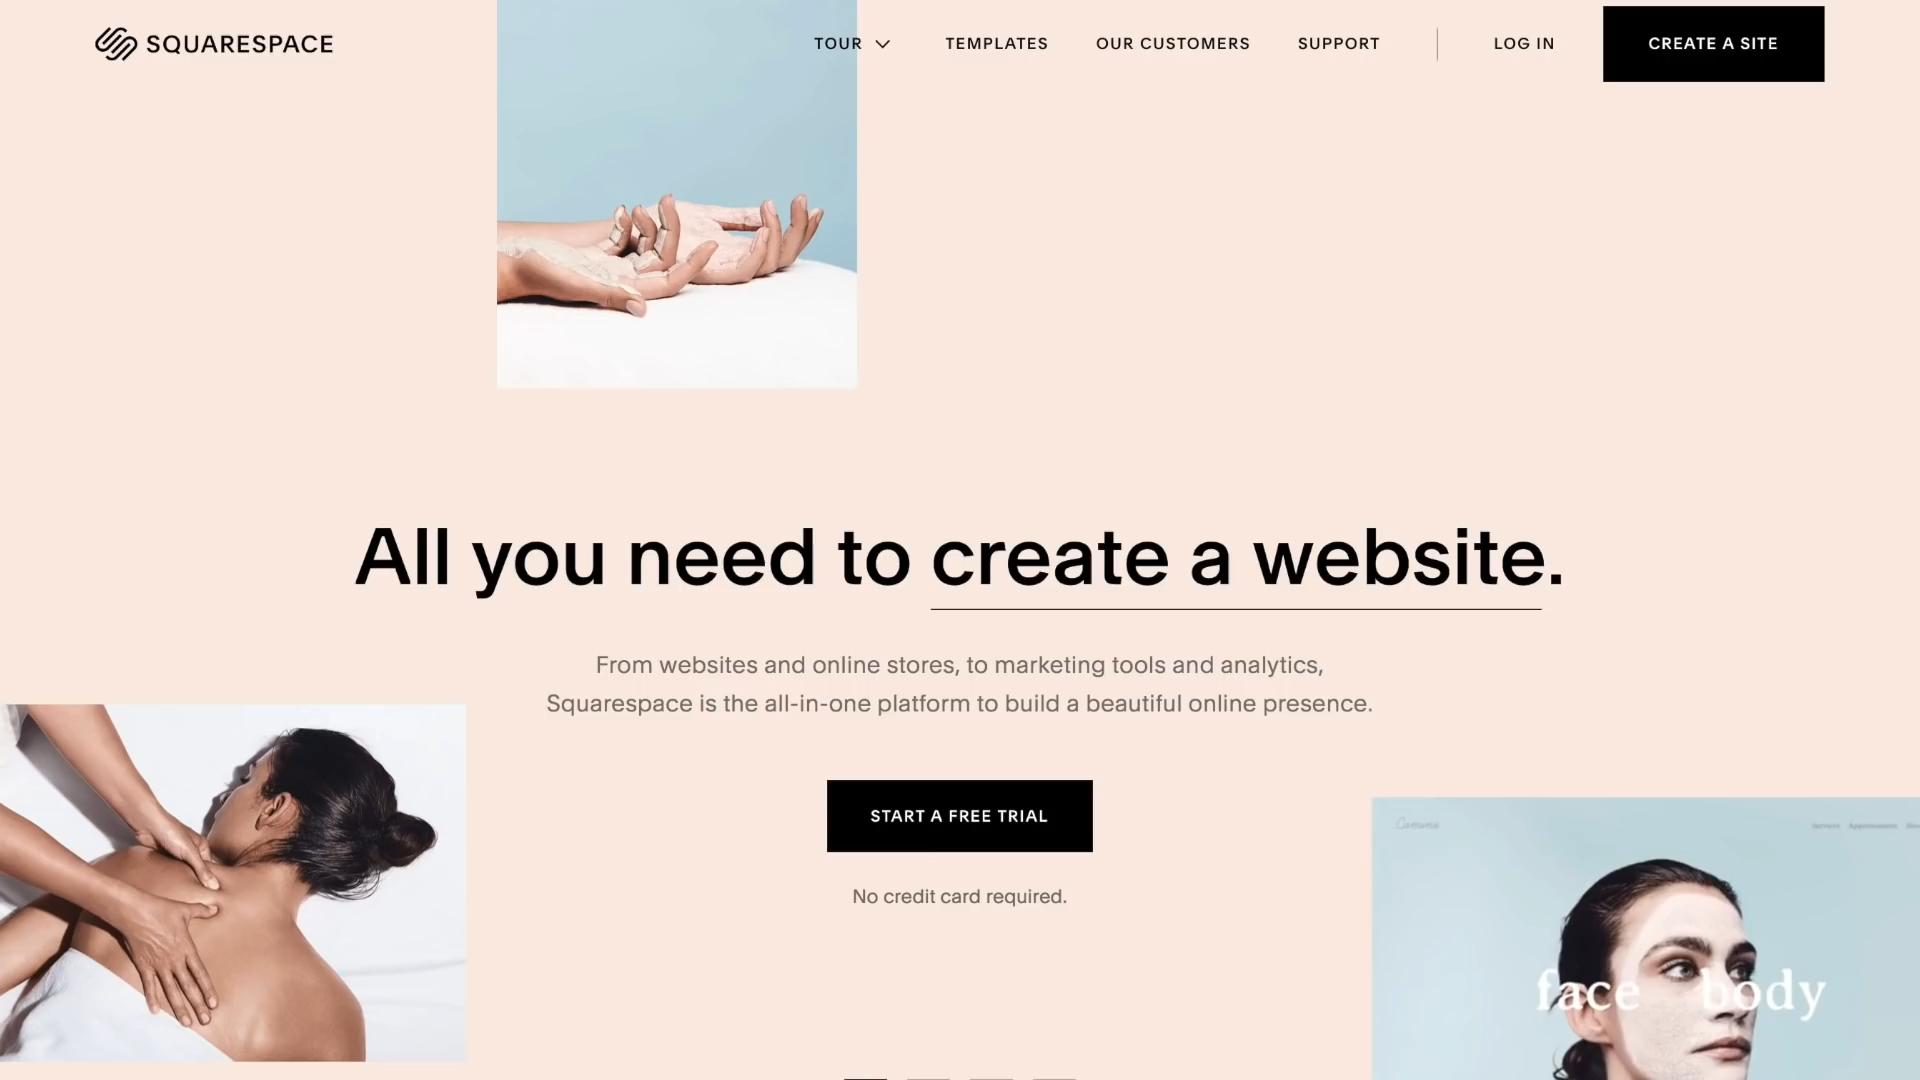 SQUARESPACE
TOUR
TEMPLATES
OUR CUSTOMERS
SUPPORT
LOG IN
CREATE A SITE
All you need to create a website.
From websites and online stores, to marketing tools and analytics,
Squarespace is the all-in-one platform to build a beautiful online presence.
START A FREE TRIAL
No credit card required.
face body